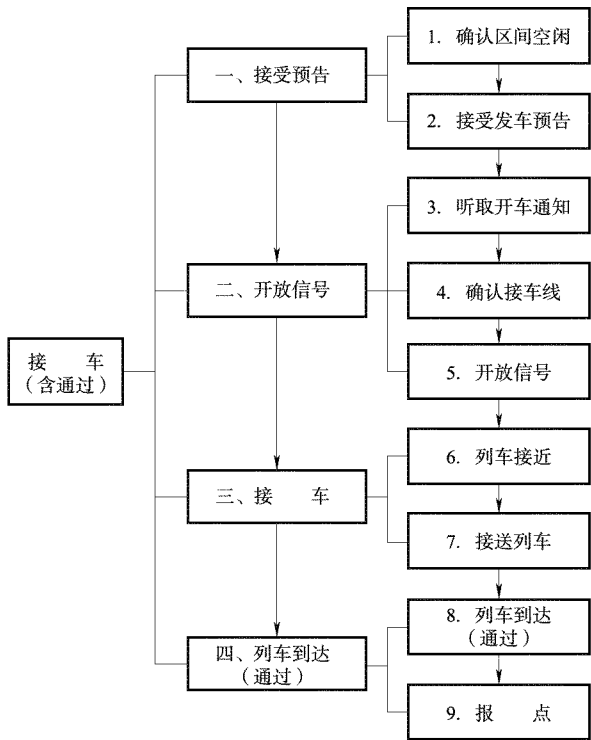 接　　车
（含通过）
一、接受预告
二、开放信号
三、接　　车
四、列车到达
（通过）
1. 确认区间空闲
2. 接受发车预告
3. 听取开车通知
4. 确认接车线
5. 开放信号
6. 列车接近
7. 接送列车
8. 列车到达
（通过）
9. 报　　点